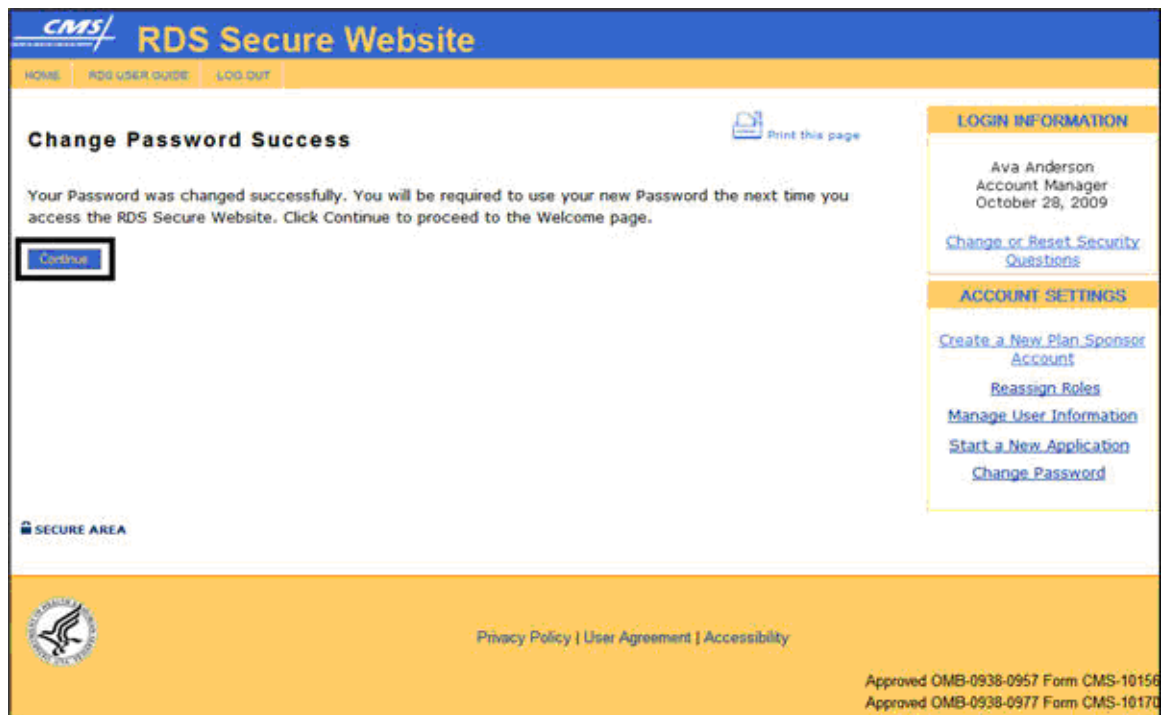 CMS RDS Secure Website
HOME RDS USER GUIDE LOG OUT
Change Password Success
Print this page
Your Password was changed successfully. You will be required to use your new Password the next time you
access the RDS Secure Website. Click Continue to proceed to the Welcome page.
Continue
LOGIN INFORMATION
Ava Anderson
Account Manager
October 28, 2009
Change or Reset Security
Questions
ACCOUNT SETTINGS
Create a New Plan Sponsor
Account
Reassign Roles
Manage User Information
Start a New Application
Change Password
SECURE AREA
Privacy Policy | User Agreement | Accessibility
Approved OMB-0938-0957 Form CMS-10156
Approved OMB-0938-0977 Form CMS-10170